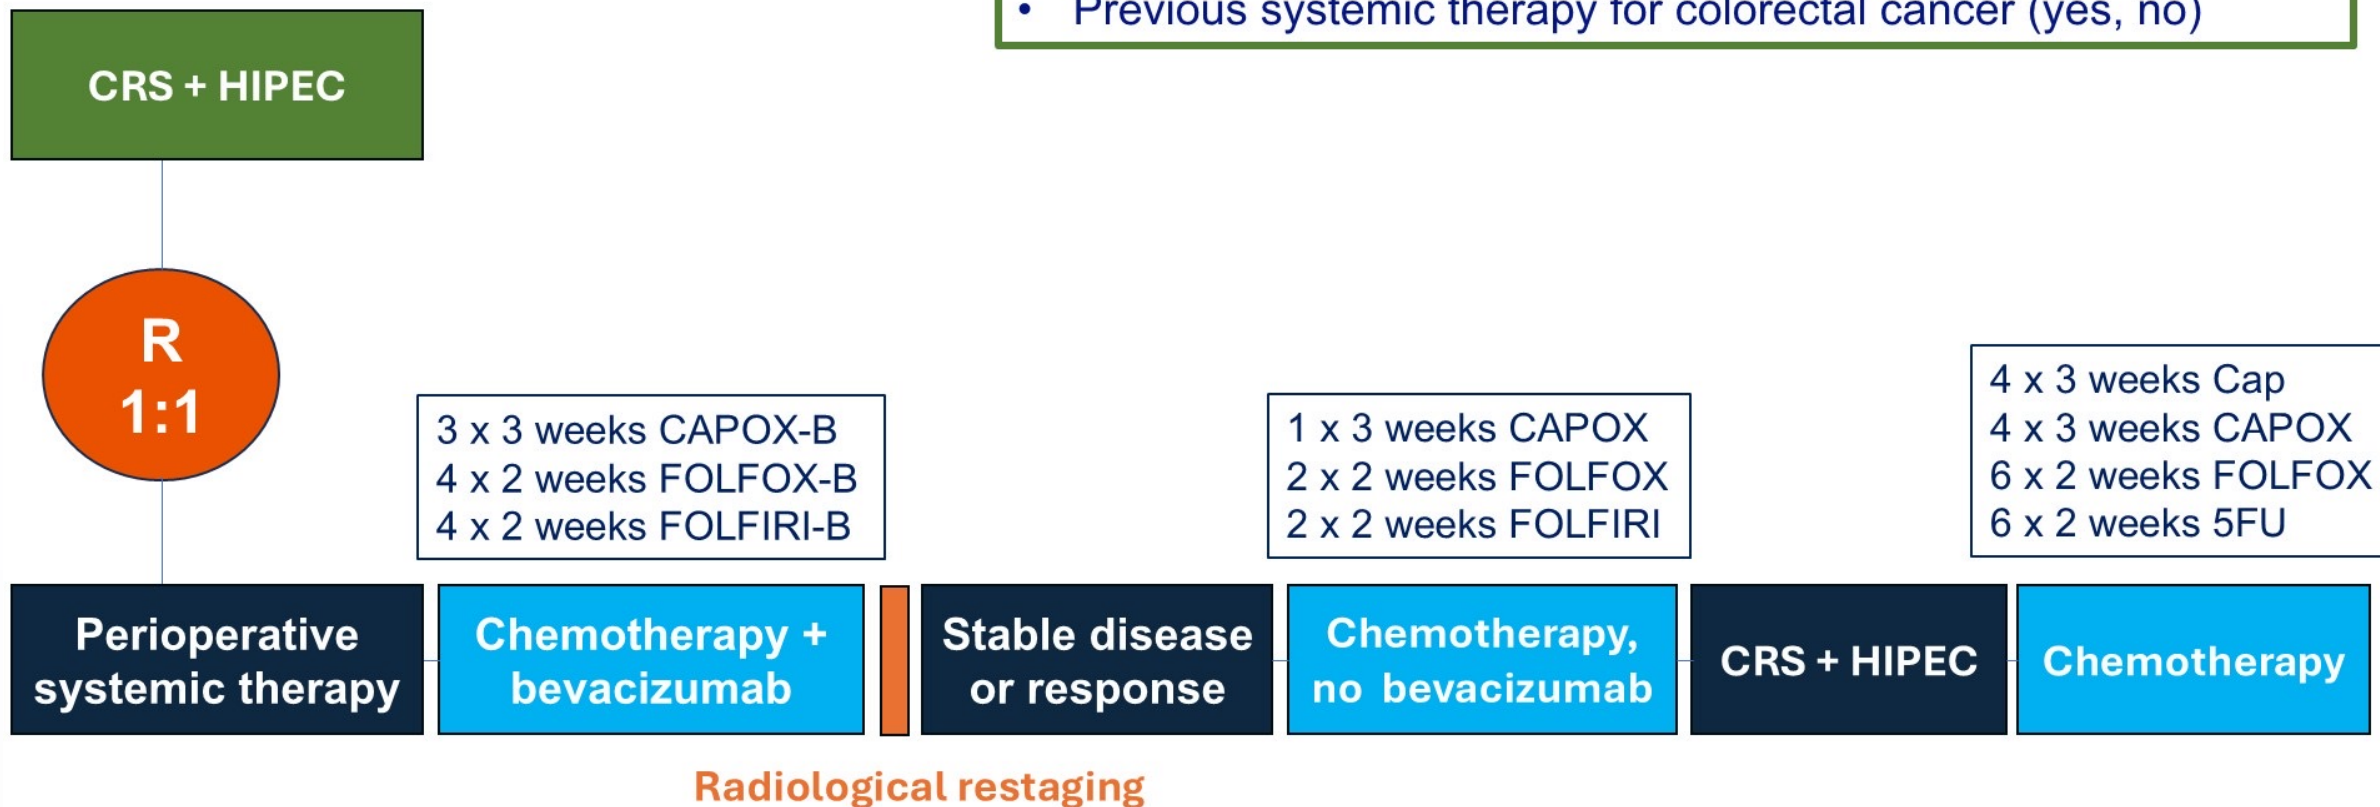 • Previous systemic therapy for colorectal cancer (yes, no)
CRS + HIPEC
R
1:1
3 x 3 weeks CAPOX-B
4 x 2 weeks FOLFOX-B
4 x 2 weeks FOLFIRI-B
1 x 3 weeks CAPOX
2 x 2 weeks FOLFOX
2 x 2 weeks FOLFIRI
4 x 3 weeks Cap
4 x 3 weeks CAPOX
6 x 2 weeks FOLFOX
6 x 2 weeks 5FU
Perioperative
systemic therapy
Chemotherapy +
bevacizumab
Stable disease
or response
Chemotherapy,
no bevacizumab
CRS + HIPEC
Chemotherapy
Radiological restaging